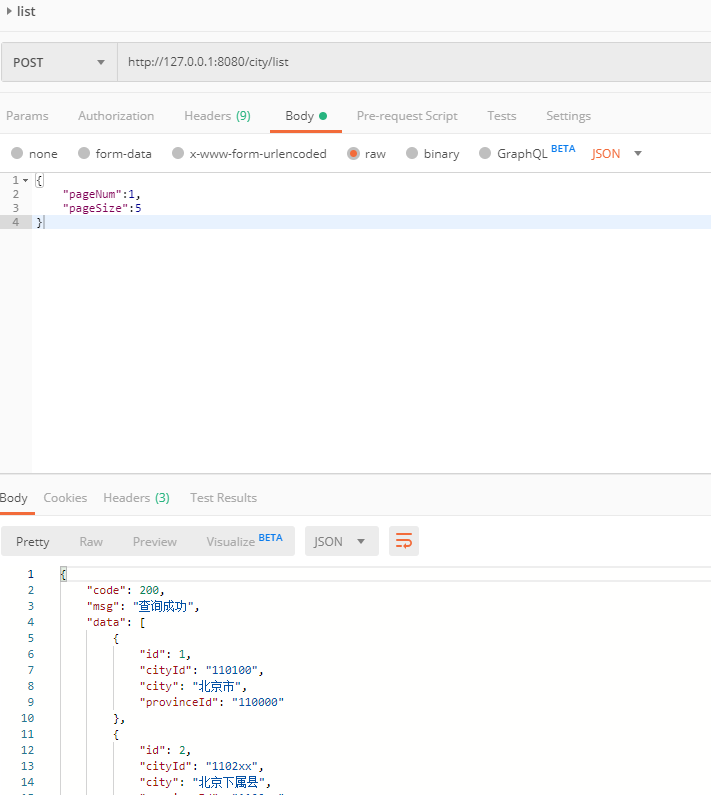 list
POST http://127.0.0.1:8080/city/list
Params Authorization Headers (9) Body Pre-request Script Tests Settings
none form-data x-www-form-urlencoded raw binary GraphQL BETA JSON
1 {
2 "pageNum":1,
3 "pageSize":5
4 }
Body Cookies Headers (3) Test Results
Pretty Raw Preview Visualize BETA JSON
1 {
2 "code": 200,
3 "msg": "查询成功",
4 "data": [
5 {
6 "id": 1,
7 "cityId": "110100",
8 "city": "北京市",
9 "provinceId": "110000"
10 },
11 {
12 "id": 2,
13 "cityId": "1102xx",
14 "city": "北京下属县",